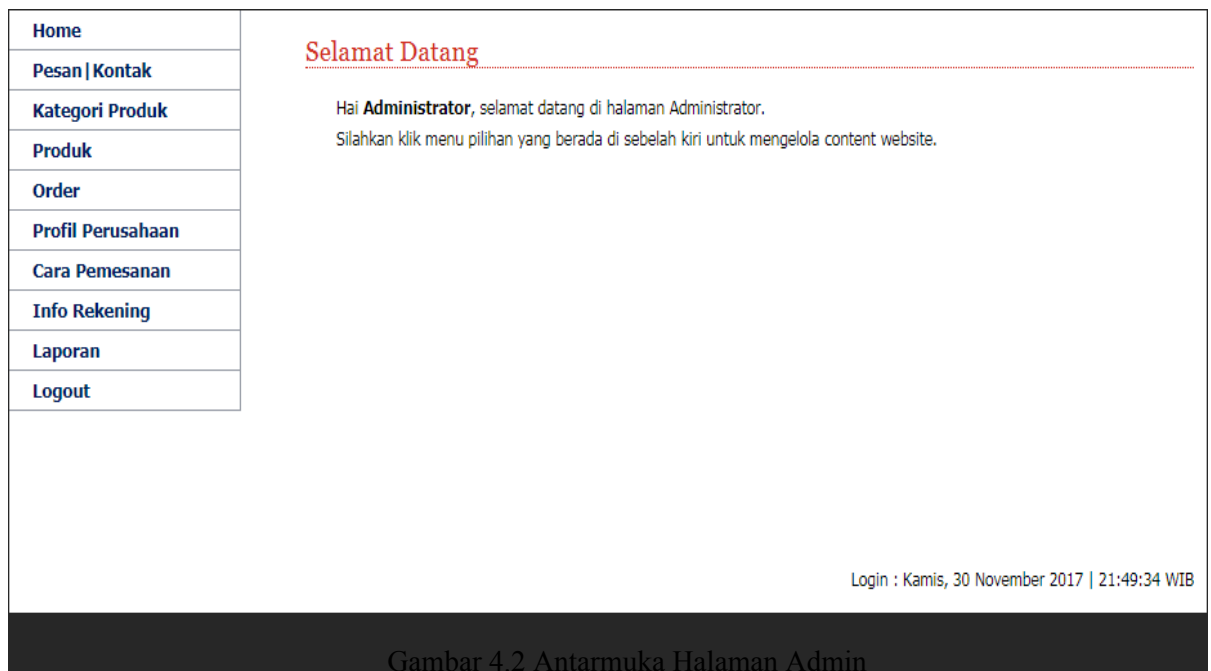 Home
Pesan|Kontak
Kategori Produk
Produk
Order
Profil Perusahaan
Cara Pemesanan
Info Rekening
Laporan
Logout
Selamat Datang
Hai Administrator, selamat datang di halaman Administrator.
Silahkan klik menu pilihan yang berada di sebelah kiri untuk mengelola content website.
Login : Kamis, 30 November 2017 | 21:49:34 WIB
Gambar 4.2 Antarmuka Halaman Admin